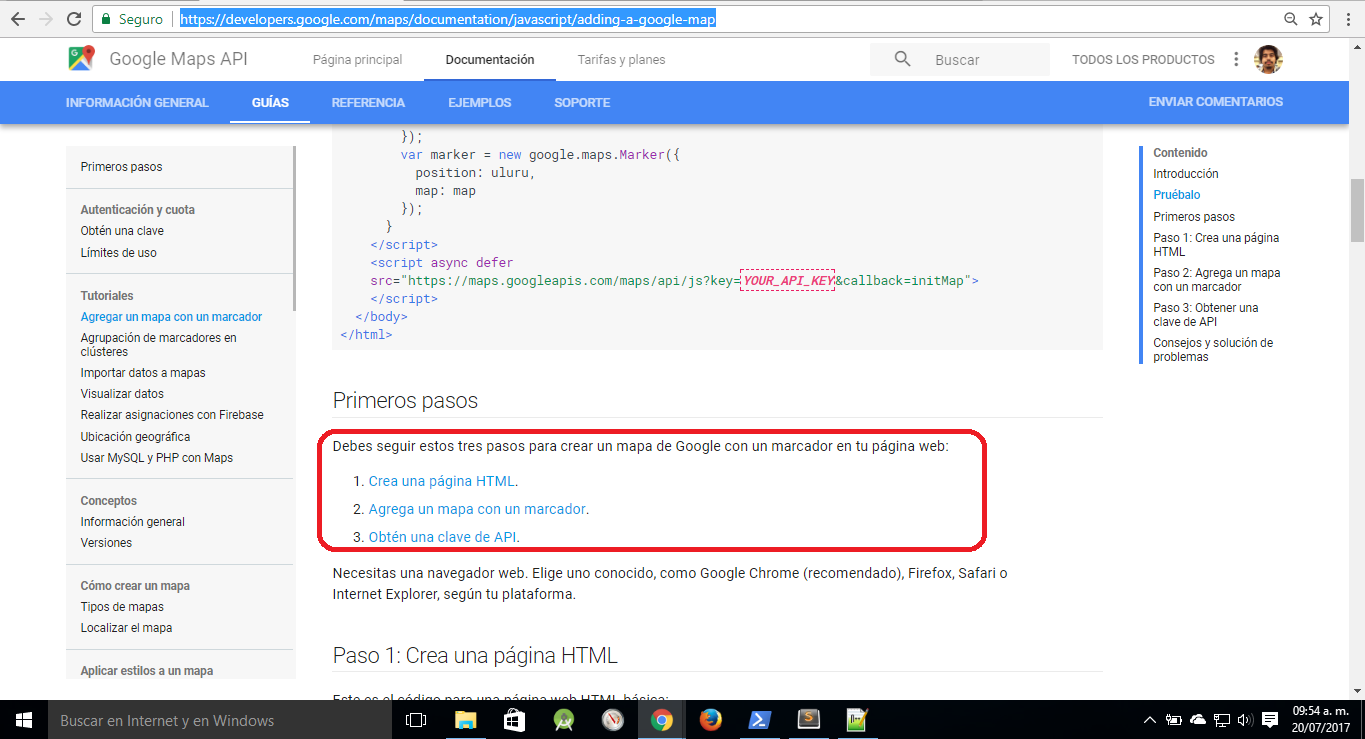 Seguro
https://developers.google.com/maps/documentation/javascript/adding-a-google-map
Google Maps API
Página principal
Documentación
Tarifas y planes
Buscar
TODOS LOS PRODUCTOS
INFORMACIÓN GENERAL
GUÍAS
REFERENCIA
EJEMPLOS
SOPORTE
ENVIAR COMENTARIOS
Primeros pasos
Autenticación y cuota
Obtén una clave
Límites de uso
Tutoriales
Agregar un mapa con un marcador
Agrupación de marcadores en
clústeres
Importar datos a mapas
Visualizar datos
Realizar asignaciones con Firebase
Ubicación geográfica
Usar MySQL y PHP con Maps
Conceptos
Información general
Versiones
Cómo crear un mapa
Tipos de mapas
Localizar el mapa
Aplicar estilos a un mapa
});
var marker = new google.maps.Marker({
position: uluru,
map: map
});
}
</script>
<script async defer
src="https://maps.googleapis.com/maps/api/js?key=YOUR_API_KEY&callback=initMap">
</script>
</body>
</html>
Primeros pasos
Debes seguir estos tres pasos para crear un mapa de Google con un marcador en tu página web:
1. Crea una página HTML.
2. Agrega un mapa con un marcador.
3. Obtén una clave de API.
Necesitas una navegador web. Elige uno conocido, como Google Chrome (recomendado), Firefox, Safari o
Internet Explorer, según tu plataforma.
Paso 1: Crea una página HTML
Este es el código para una página web HTML básica:
Contenido
Introducción
Pruébalo
Primeros pasos
Paso 1: Crea una página
HTML
Paso 2: Agrega un mapa
con un marcador
Paso 3: Obtener una
clave de API
Consejos y solución de
problemas
Buscar en Internet y en Windows
09:54 a. m.
20/07/2017